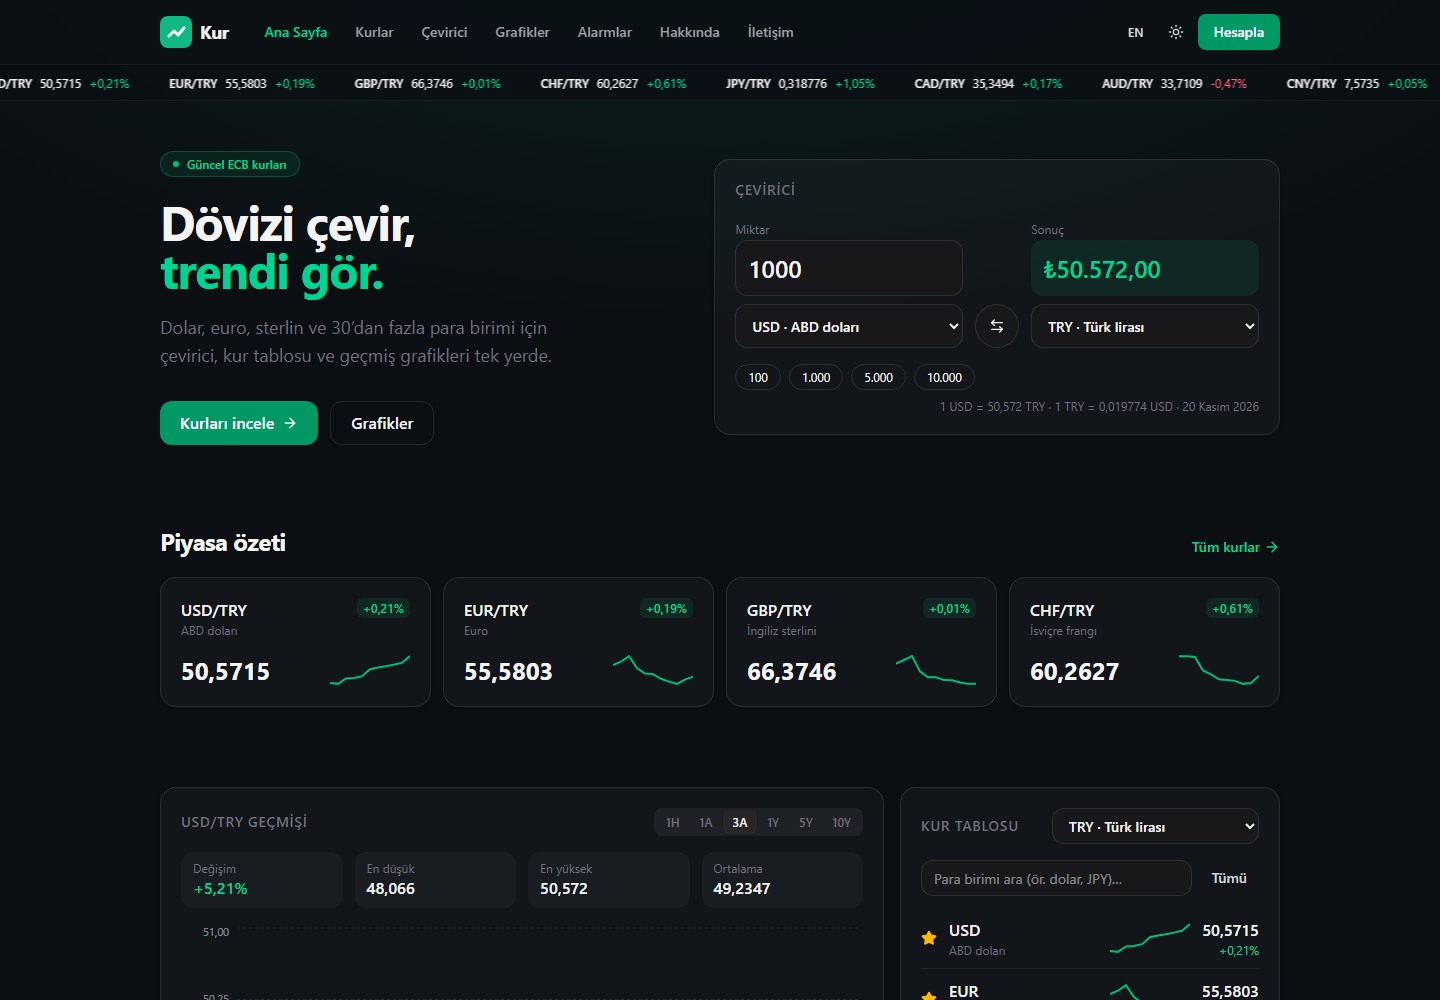 Kur
Ana Sayfa
Kurlar
Çevirici
Grafikler
Alarmlar
Hakkında
İletişim
EN
Hesapla
D/TRY 50,5715 +0,21%
EUR/TRY 55,5803 +0,19%
GBP/TRY 66,3746 +0,01%
CHF/TRY 60,2627 +0,61%
JPY/TRY 0,318776 +1,05%
CAD/TRY 35,3494 +0,17%
AUD/TRY 33,7109 -0,47%
CNY/TRY 7,5735 +0,05%
Güncel ECB kurları
Dövizi çevir,
trendi gör.
Dolar, euro, sterlin ve 30’dan fazla para birimi için
çevirici, kur tablosu ve geçmiş grafikleri tek yerde.
Kurları incele
Grafikler
ÇEVİRİCİ
Miktar
1000
USD · ABD doları
Sonuç
₺50.572,00
TRY · Türk lirası
100
1.000
5.000
10.000
1 USD = 50,572 TRY · 1 TRY = 0,019774 USD · 20 Kasım 2026
Piyasa özeti
Tüm kurlar
USD/TRY
+0,21%
ABD doları
50,5715
EUR/TRY
+0,19%
Euro
55,5803
GBP/TRY
+0,01%
İngiliz sterlini
66,3746
CHF/TRY
+0,61%
İsviçre frangı
60,2627
USD/TRY GEÇMİŞİ
1H
1A
3A
1Y
5Y
10Y
Değişim
+5,21%
En düşük
48,066
En yüksek
50,572
Ortalama
49,2347
51,00
50,25
KUR TABLOSU
TRY · Türk lirası
Para birimi ara (ör. dolar, JPY)...
Tümü
USD
ABD doları
50,5715
+0,21%
EUR
55,5803